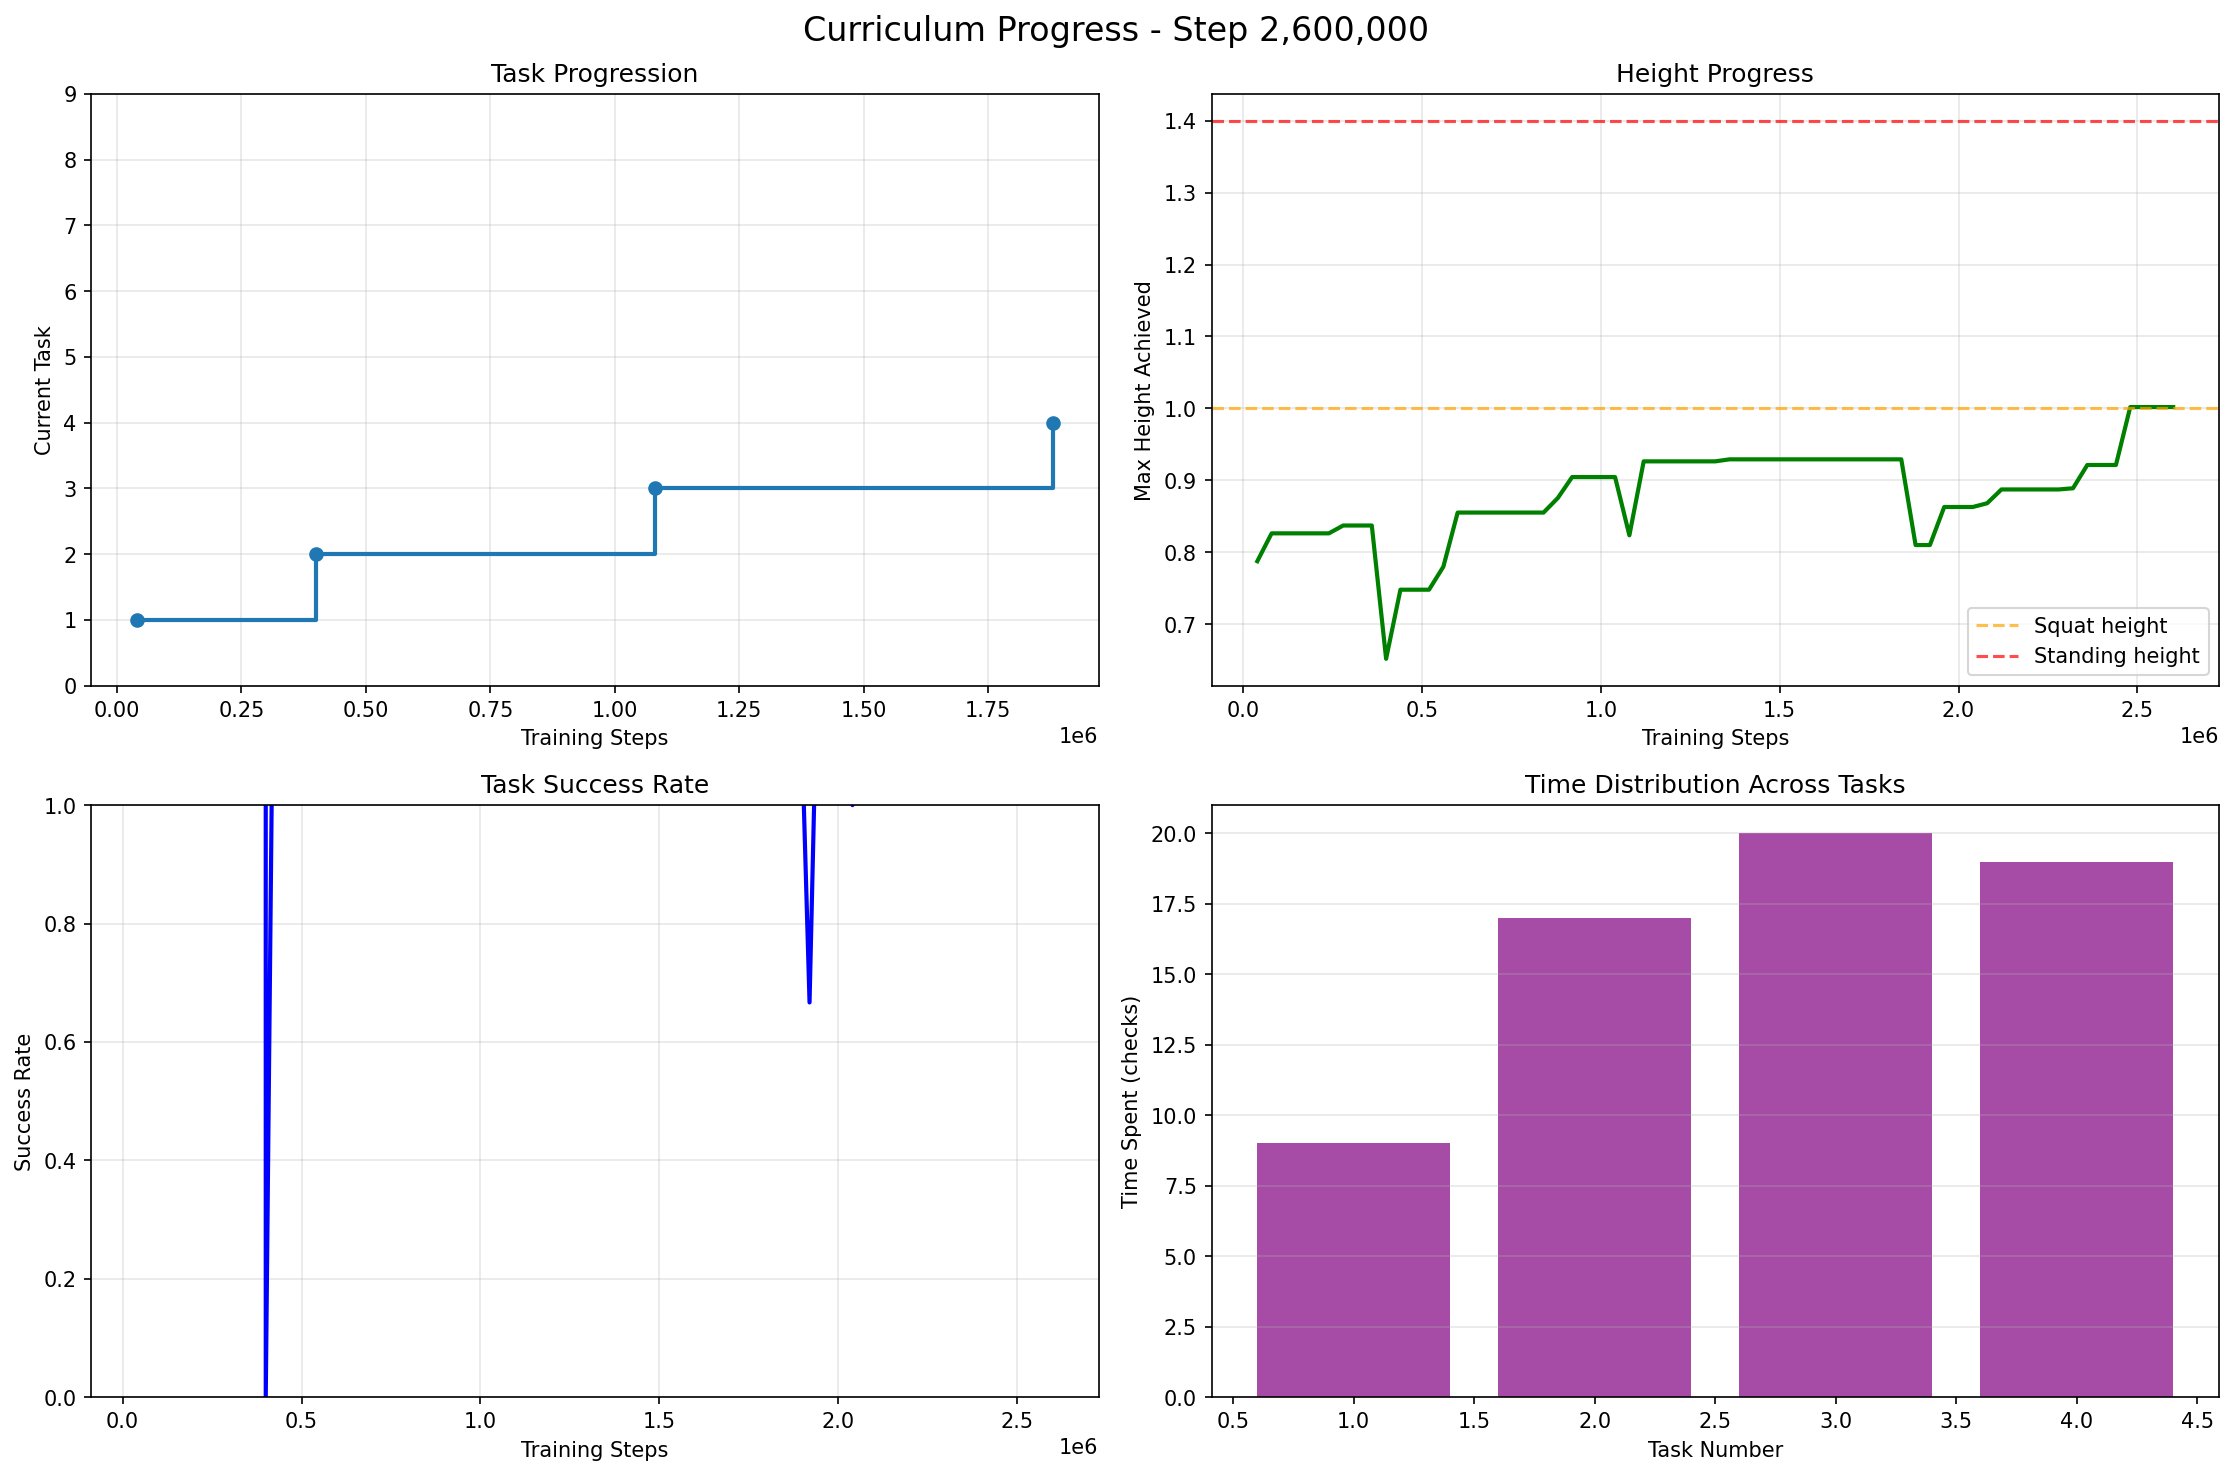 Curriculum Progress - Step 2,600,000
Task Progression
9
8
7
6
5
4
3
2
1
0
Current Task
0.00 0.25 0.50 0.75 1.00 1.25 1.50 1.75
1e6
Training Steps
Height Progress
1.4
1.3
1.2
1.1
1.0
0.9
0.8
0.7
Max Height Achieved
Squat height
Standing height
0.0 0.5 1.0 1.5 2.0 2.5
1e6
Training Steps
Task Success Rate
1.0
0.8
0.6
0.4
0.2
0.0
Success Rate
0.0 0.5 1.0 1.5 2.0 2.5
1e6
Training Steps
Time Distribution Across Tasks
20.0
17.5
15.0
12.5
10.0
7.5
5.0
2.5
0.0
Time Spent (checks)
0.5 1.0 1.5 2.0 2.5 3.0 3.5 4.0 4.5
Task Number